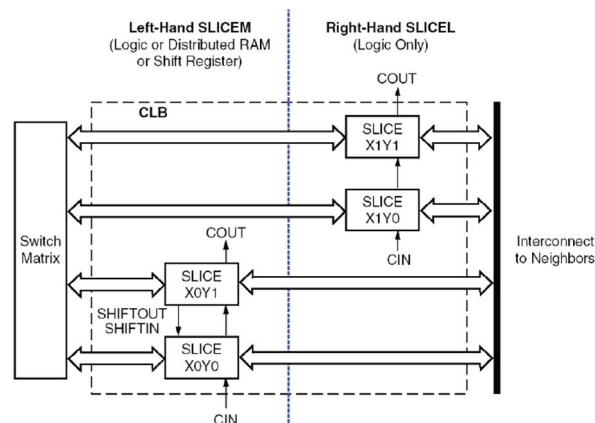 Left-Hand SLICEM
(Logic or Distributed RAM
or Shift Register)
Right-Hand SLICEL
(Logic Only)
COUT
CLB
SLICE
X1Y1
SLICE
X1Y0
COUT
CIN
Switch
Matrix
Interconnect
to Neighbors
SLICE
X0Y1
SHIFTOUT
SHIFTIN
SLICE
X0Y0
CIN